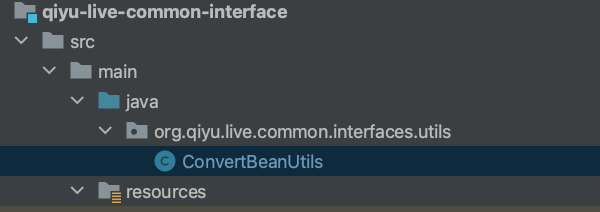 qiyu-live-common-interface
src
main
java
org.qiyu.live.common.interfaces.utils
C ConvertBeanUtils
resources